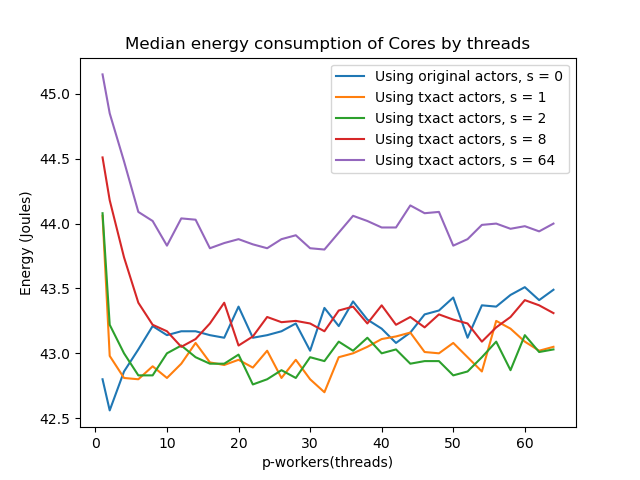 Median energy consumption of Cores by threads
Using original actors, s = 0
Using txact actors, s = 1
Using txact actors, s = 2
Using txact actors, s = 8
Using txact actors, s = 64
Energy (Joules)
45.0
44.5
44.0
43.5
43.0
42.5
0 10 20 30 40 50 60
p-workers(threads)